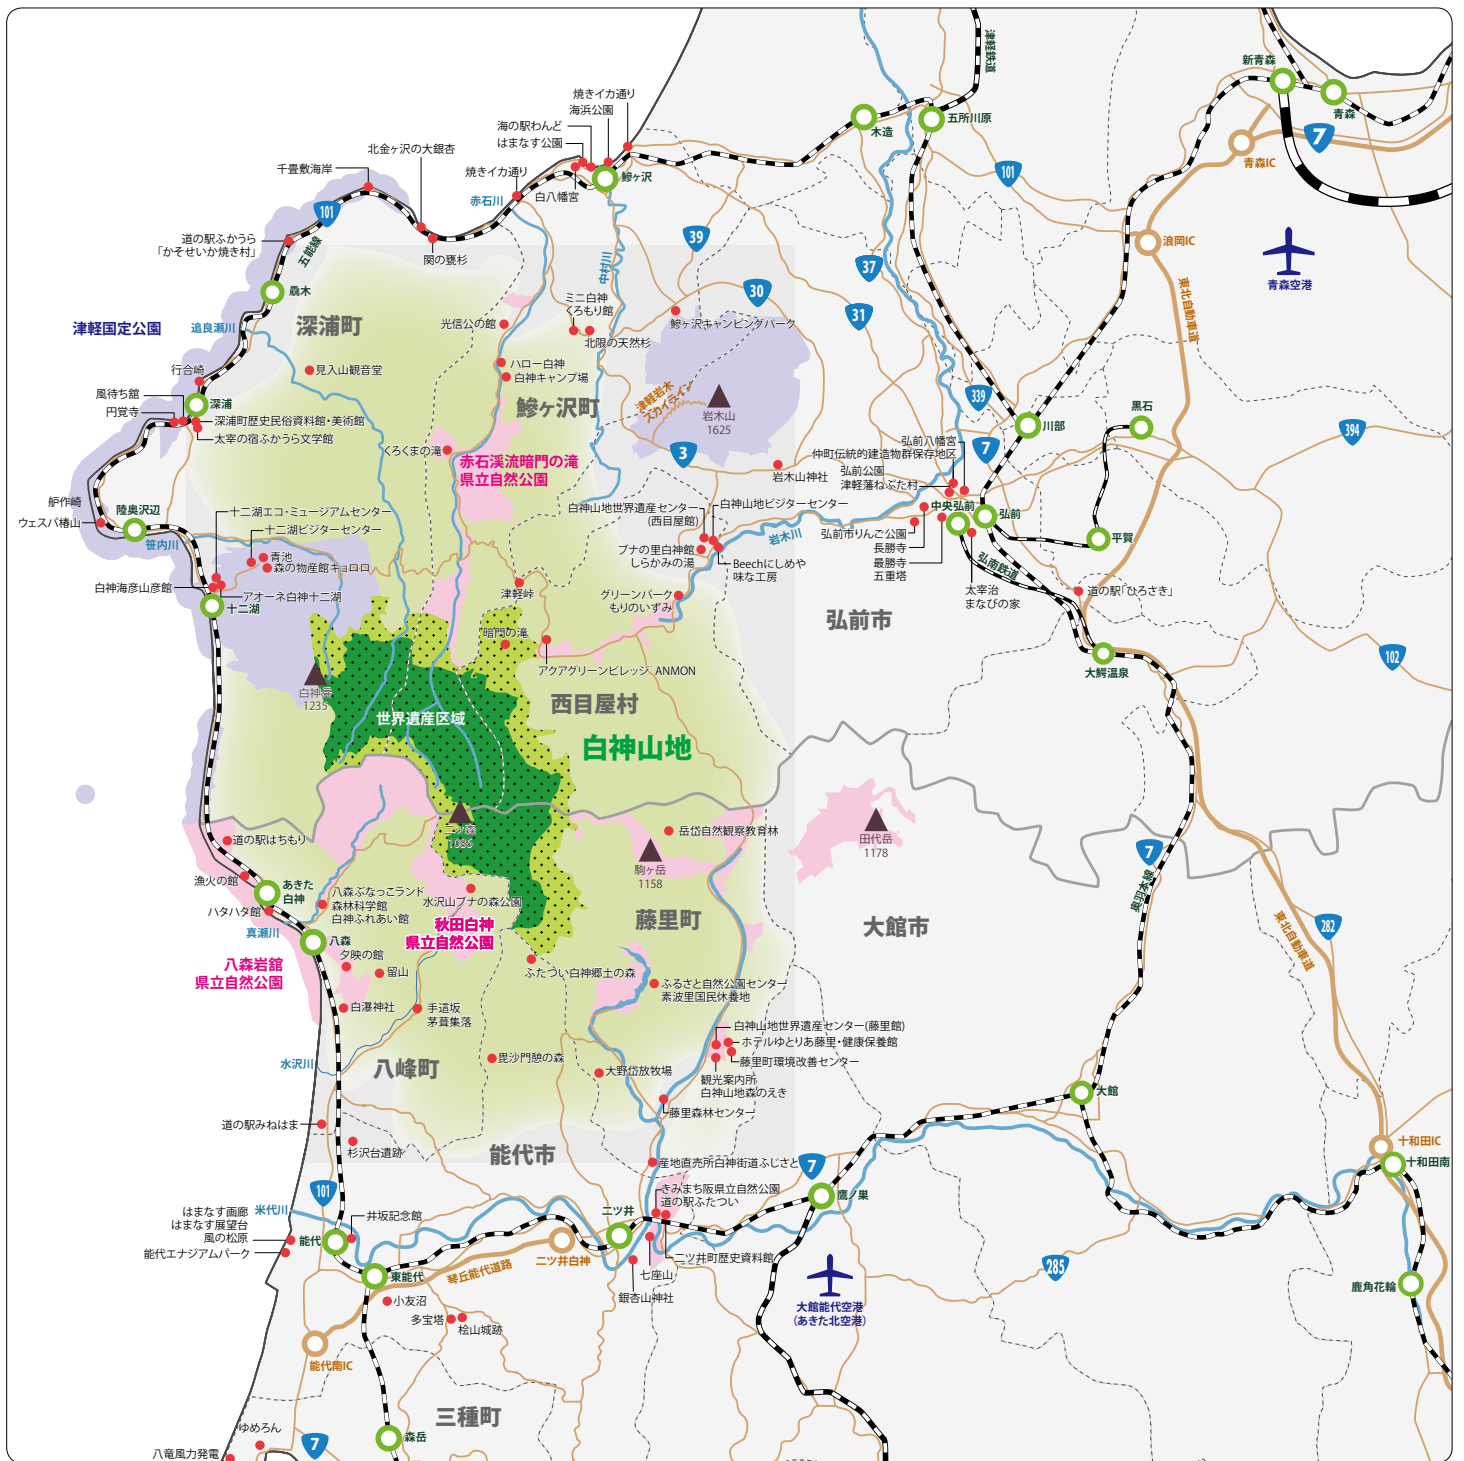 津軽鉄道
新青森
青森
7
青森IC
木造
五所川原
101
焼きイカ通り
海浜公園
海の駅わんど
はまなす公園
北金ヶ沢の大銀杏
千畳敷海岸
焼きイカ通り
鰺ヶ沢
白八幡宮
赤石川
101
道の駅ふかうら
「かそせいか焼き村」
五能線
関の甕杉
中村川
39
37
30
31
浪岡IC
東北自動車道
青森空港
驫木
津軽国定公園
追良瀬川
深浦町
光信公の館
ミニ白神
くろもり館
北限の天然杉
鰺ヶ沢キャンピングパーク
行合崎
見入山観音堂
ハロー白神
白神キャンプ場
風待ち舘
円覚寺
深浦
深浦町歴史民俗資料館・美術館
太宰の宿ふかうら文学館
鰺ヶ沢町
津軽岩木
スカイライン
岩木山
1625
339
黒石
川部
394
くろくまの滝
赤石渓流暗門の滝
県立自然公園
3
岩木山神社
弘前八幡宮
仲町伝統的建造物群保存地区
弘前公園
津軽藩ねぷた村
7
中央弘前
弘前
平賀
艫作崎
ウェスパ椿山
陸奥沢辺
笹内川
十二湖エコ・ミュージアムセンター
十二湖ビジターセンター
青池
森の物産館キョロロ
白神海彦山彦館
アオーネ白神十二湖
十二湖
白神山地世界遺産センター
(西目屋館)
白神山地ビジターセンター
ブナの里白神館
しらかみの湯
Beechにしめや
味な工房
岩木川
弘前市りんご公園
長勝寺
最勝寺
五重塔
弘南鉄道
太宰治
まなびの家
道の駅「ひろさき」
津軽峠
グリーンパーク
もりのいずみ
弘前市
暗門の滝
アクアグリーンビレッジ ANMON
大鰐温泉
102
白神岳
1235
世界遺産区域
西目屋村
白神山地
二ツ森
1086
岳岱自然観察教育林
駒ヶ岳
1158
田代岳
1178
7
奥羽本線
道の駅はちもり
漁火の館
あきた
白神
ハタハタ館
八森ぶなっこランド
森林科学館
白神ふれあい館
水沢山ブナの森公園
秋田白神
県立自然公園
藤里町
大館市
282
東北自動車道
真瀬川
八森
八森岩舘
県立自然公園
夕映の館
留山
ふたつい白神郷土の森
ふるさと自然公園センター
素波里国民休養地
白瀑神社
手這坂
茅葺集落
白神山地世界遺産センター(藤里館)
ホテルゆとりあ藤里・健康保養館
藤里町環境改善センター
水沢川
八峰町
毘沙門憩の森
大野岱放牧場
観光案内所
白神山地森のえき
大館
道の駅みねはま
藤里森林センター
杉沢台遺跡
能代市
産地直売所白神街道ふじさと
7
十和田IC
十和田南
101
きみまち阪県立自然公園
道の駅ふたつい
鷹ノ巣
はまなす画廊
はまなす展望台
風の松原
能代エナジアムパーク
米代川
能代
井坂記念館
二ツ井
二ツ井白神
二ツ井町歴史資料館
七座山
銀杏山神社
東能代
琴丘能代道路
285
鹿角花輪
大館能代空港
(あきた北空港)
小友沼
多宝塔
桧山城跡
能代南IC
三種町
森岳
ゆめろん
7
八竜風力発電